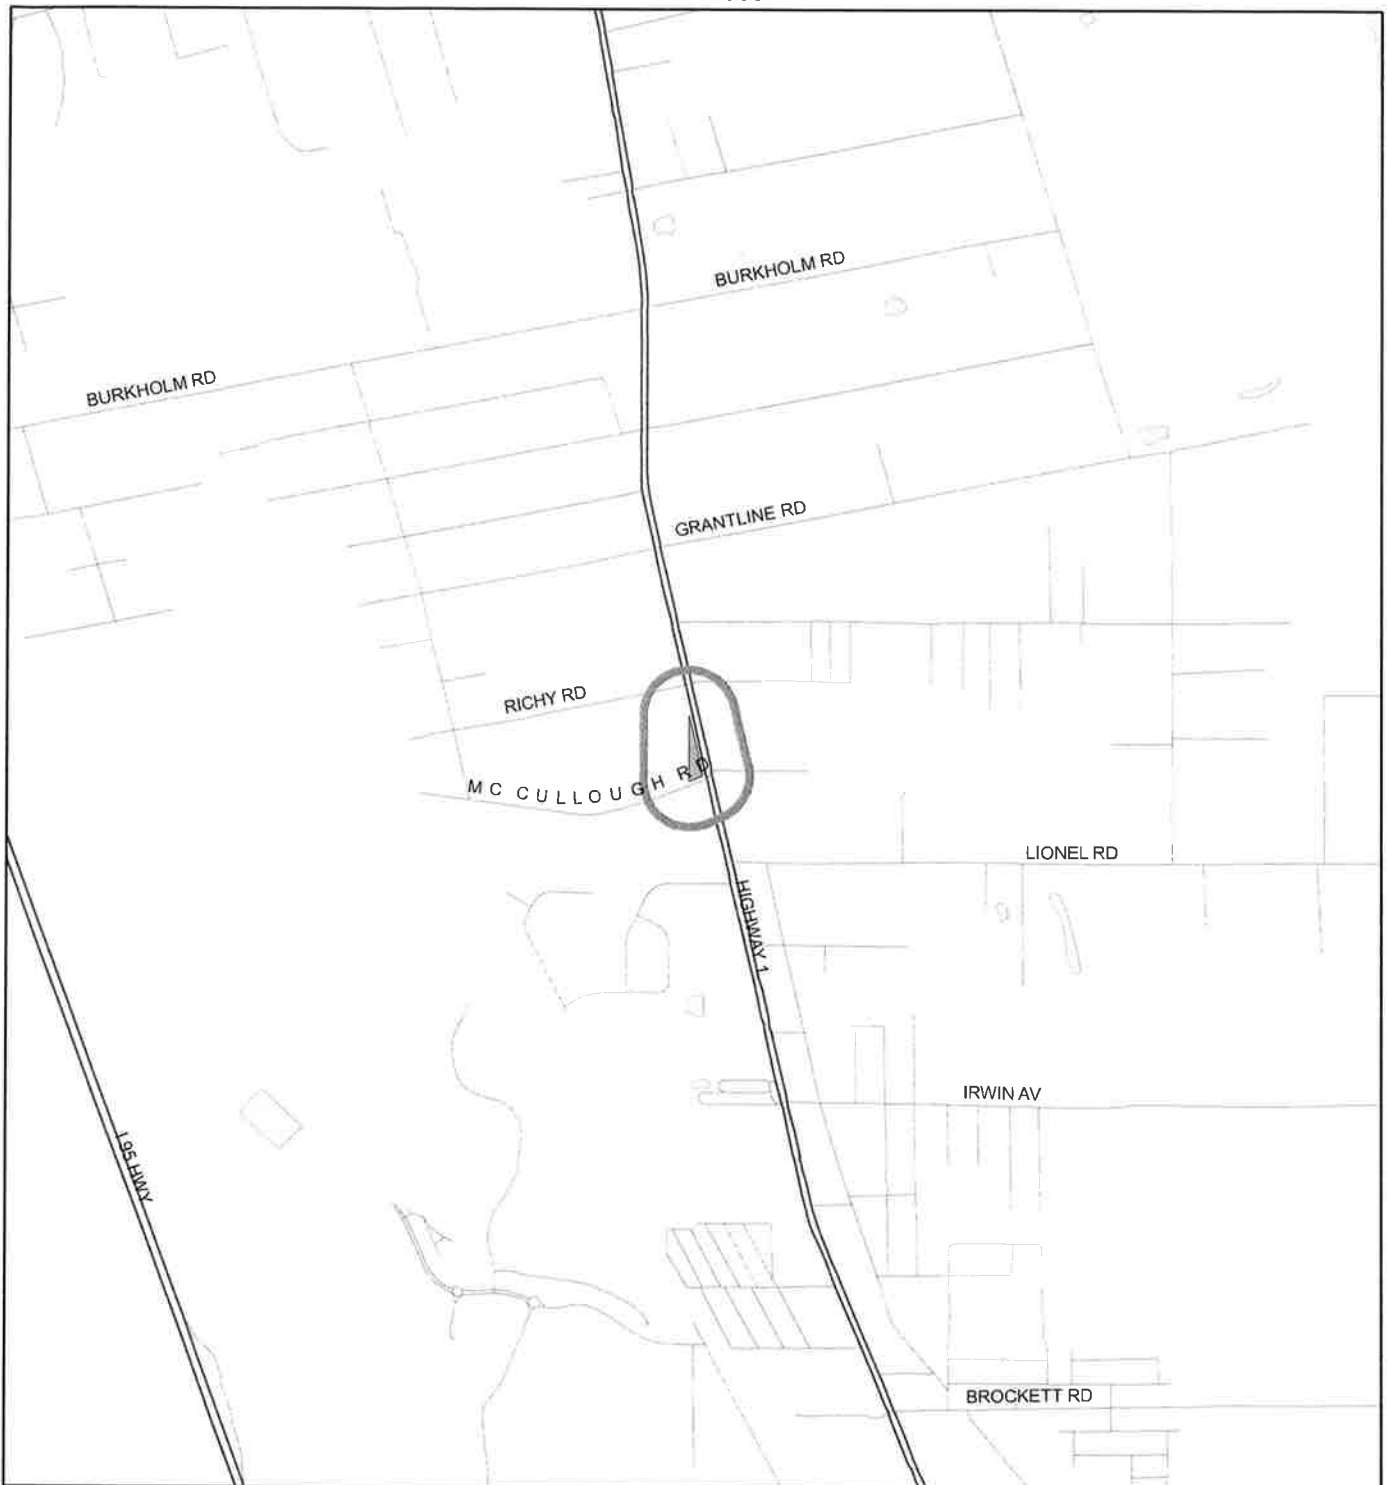 BURKHOLM RD
BURKHOLM RD
GRANTLINE RD
RICHY RD
MC CULLOUGH RD
LIONEL RD
HIGHWAY 1
IRWIN AV
I 95 HWY
BROCKETT RD